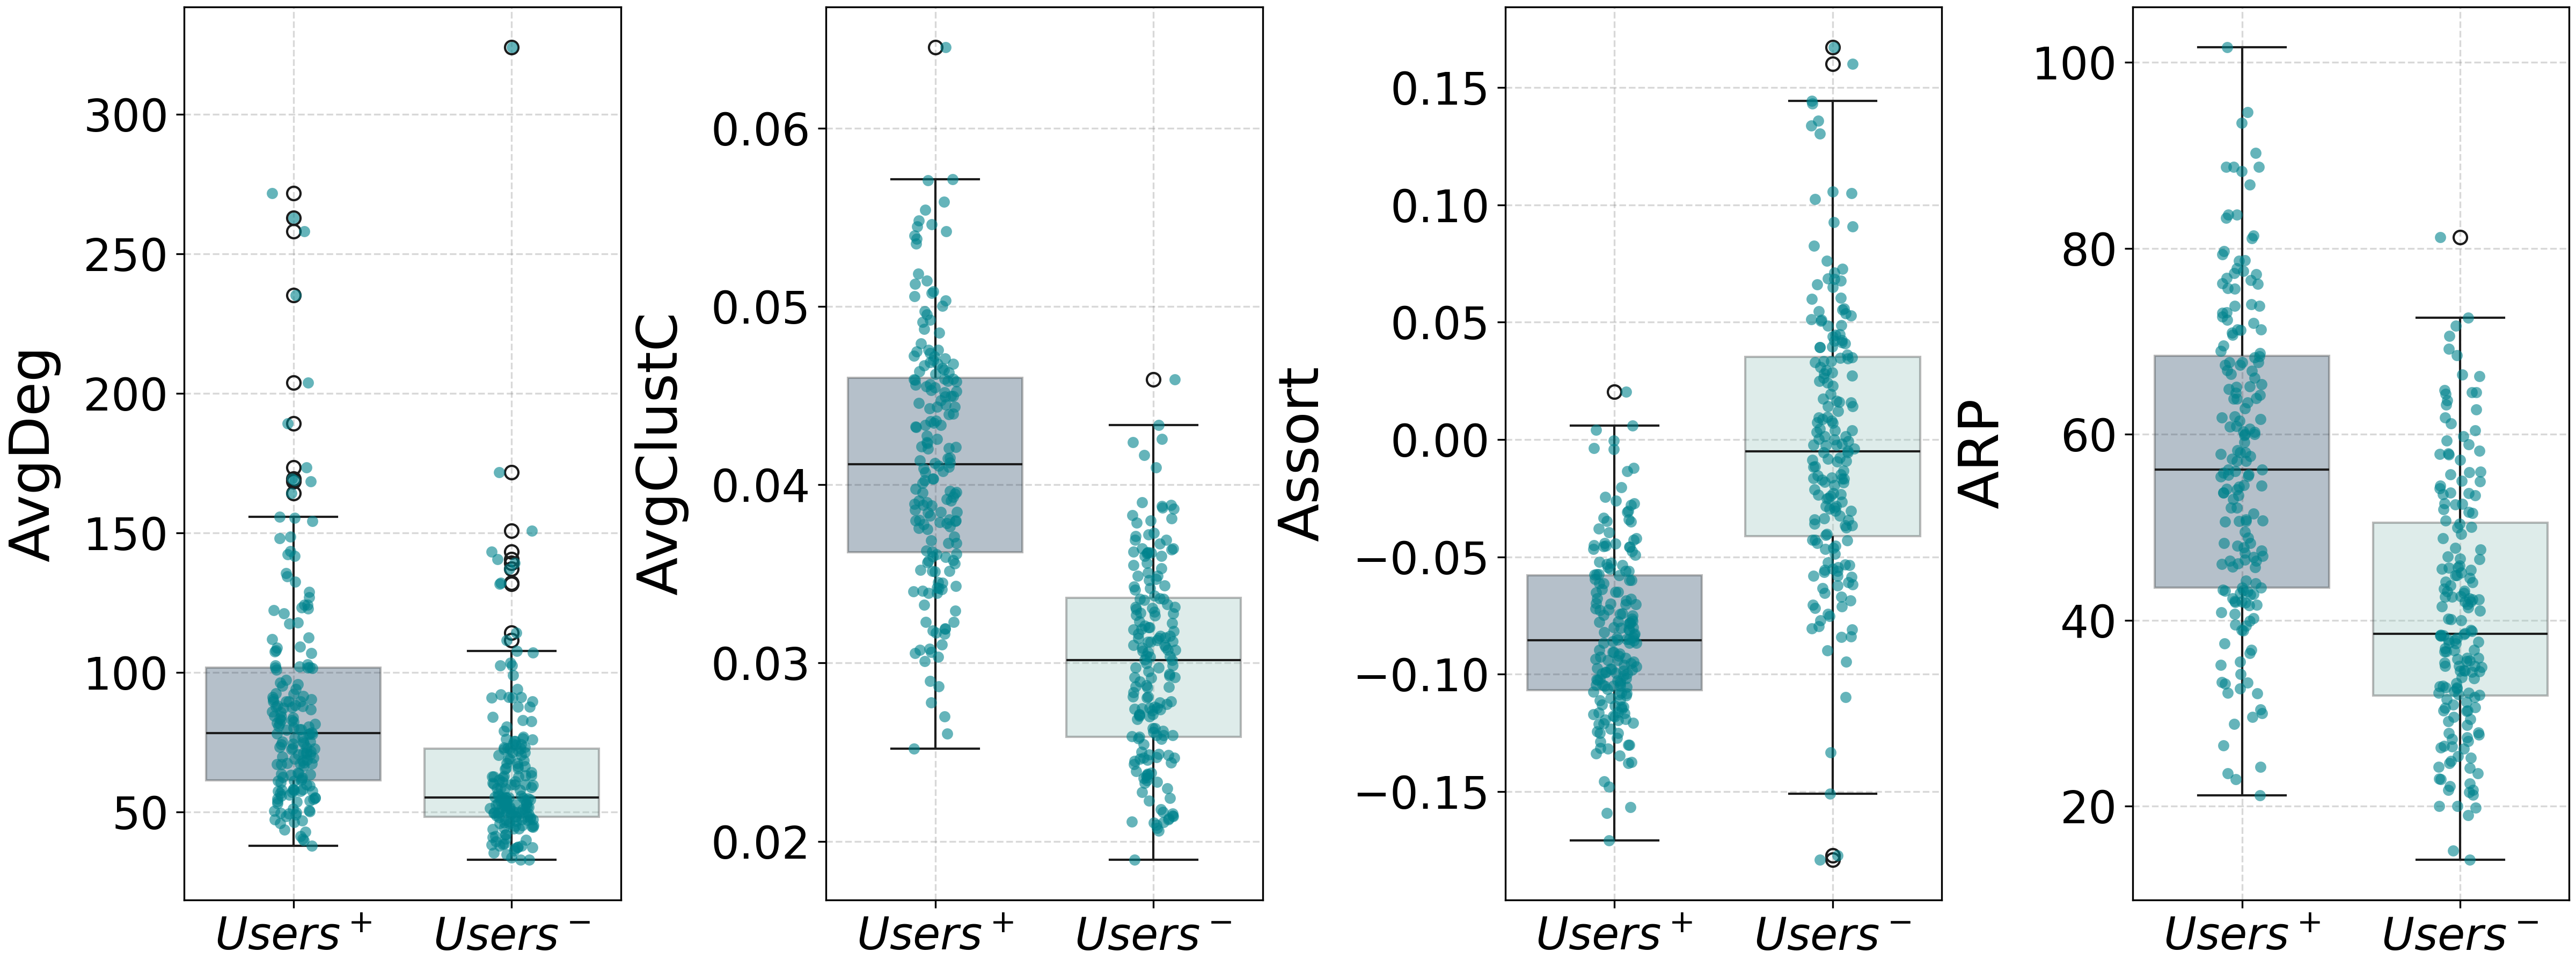 AvgDeg
300
250
200
150
100
50
Users⁺ Users⁻
AvgClustC
0.06
0.05
0.04
0.03
0.02
Users⁺ Users⁻
Assort
0.15
0.10
0.05
0.00
−0.05
−0.10
−0.15
Users⁺ Users⁻
ARP
100
80
60
40
20
Users⁺ Users⁻